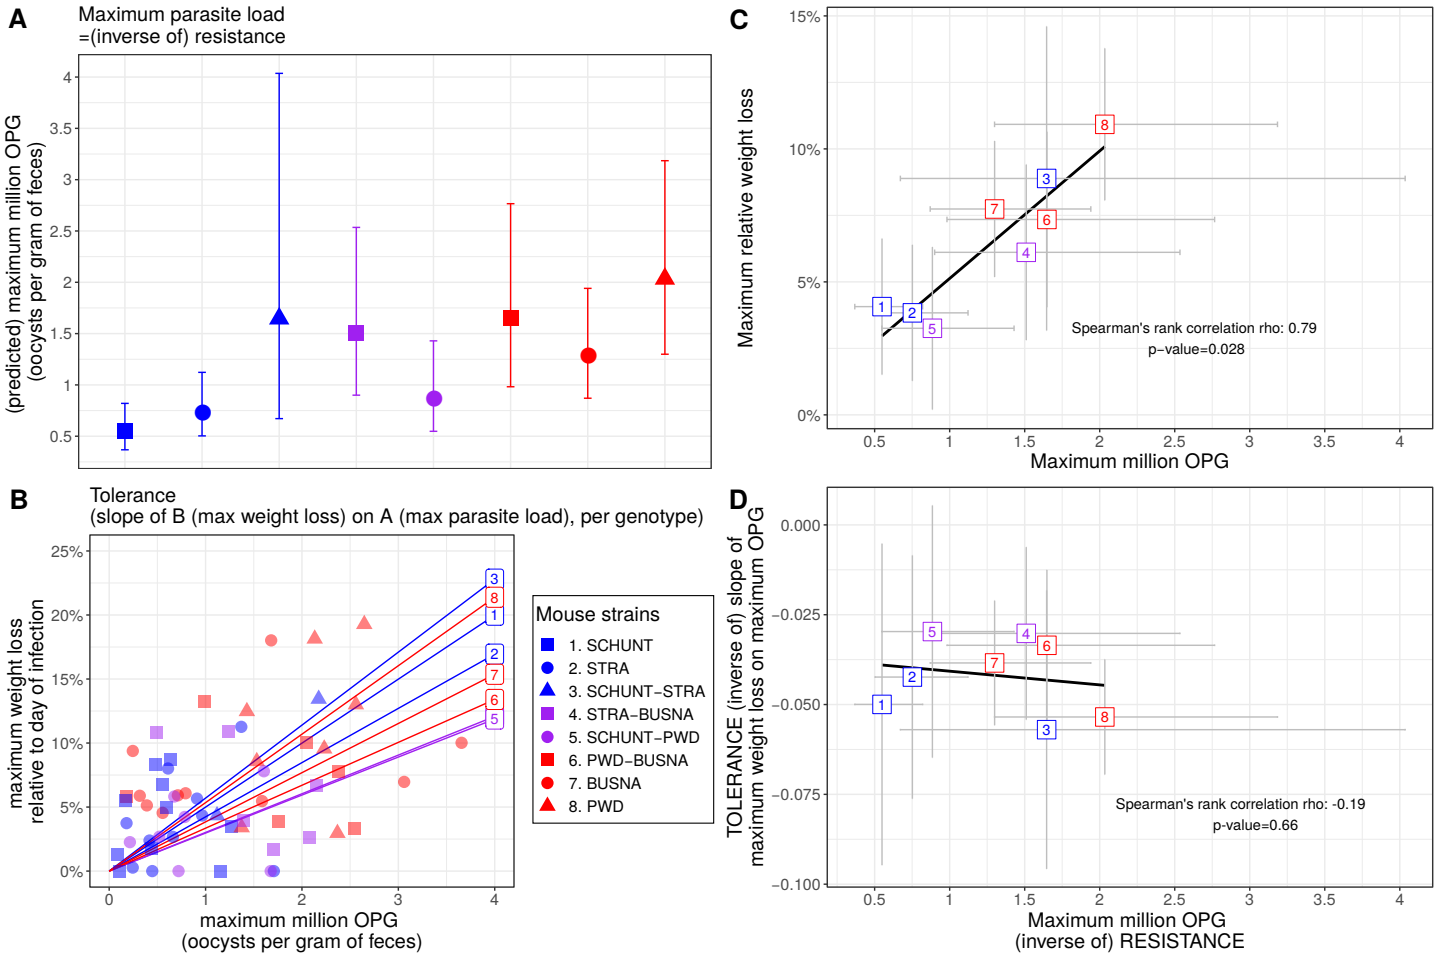 A
Maximum parasite load
=(inverse of) resistance
(predicted) maximum million OPG
(oocysts per gram of feces)
4
3.5
3
2.5
2
1.5
1
0.5
B
Tolerance
(slope of B (max weight loss) on A (max parasite load), per genotype)
maximum weight loss
relative to day of infection
25%
20%
15%
10%
5%
0%
3
8
1
2
7
6
5
0 1 2 3 4
maximum million OPG
(oocysts per gram of feces)
Mouse strains
1. SCHUNT
2. STRA
3. SCHUNT−STRA
4. STRA−BUSNA
5. SCHUNT−PWD
6. PWD−BUSNA
7. BUSNA
8. PWD
C
Maximum relative weight loss
15%
10%
5%
0%
8
3
7
6
4
1
2
5
Spearman's rank correlation rho: 0.79
p−value=0.028
0.5 1 1.5 2 2.5 3 3.5 4
Maximum million OPG
D
TOLERANCE (inverse of) slope of
maximum weight loss on maximum OPG
0.000
−0.025
−0.050
−0.075
−0.100
5
4
6
7
2
1
8
3
Spearman's rank correlation rho: -0.19
p−value=0.66
0.5 1 1.5 2 2.5 3 3.5 4
Maximum million OPG
(inverse of) RESISTANCE